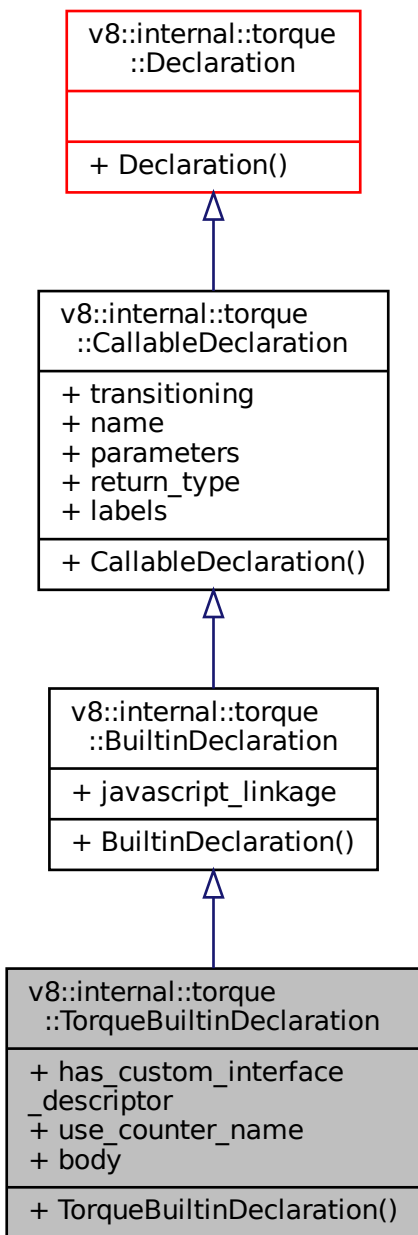 v8::internal::torque
::Declaration
+ Declaration()
v8::internal::torque
::CallableDeclaration
+ transitioning
+ name
+ parameters
+ return_type
+ labels
+ CallableDeclaration()
v8::internal::torque
::BuiltinDeclaration
+ javascript_linkage
+ BuiltinDeclaration()
v8::internal::torque
::TorqueBuiltinDeclaration
+ has_custom_interface
_descriptor
+ use_counter_name
+ body
+ TorqueBuiltinDeclaration()